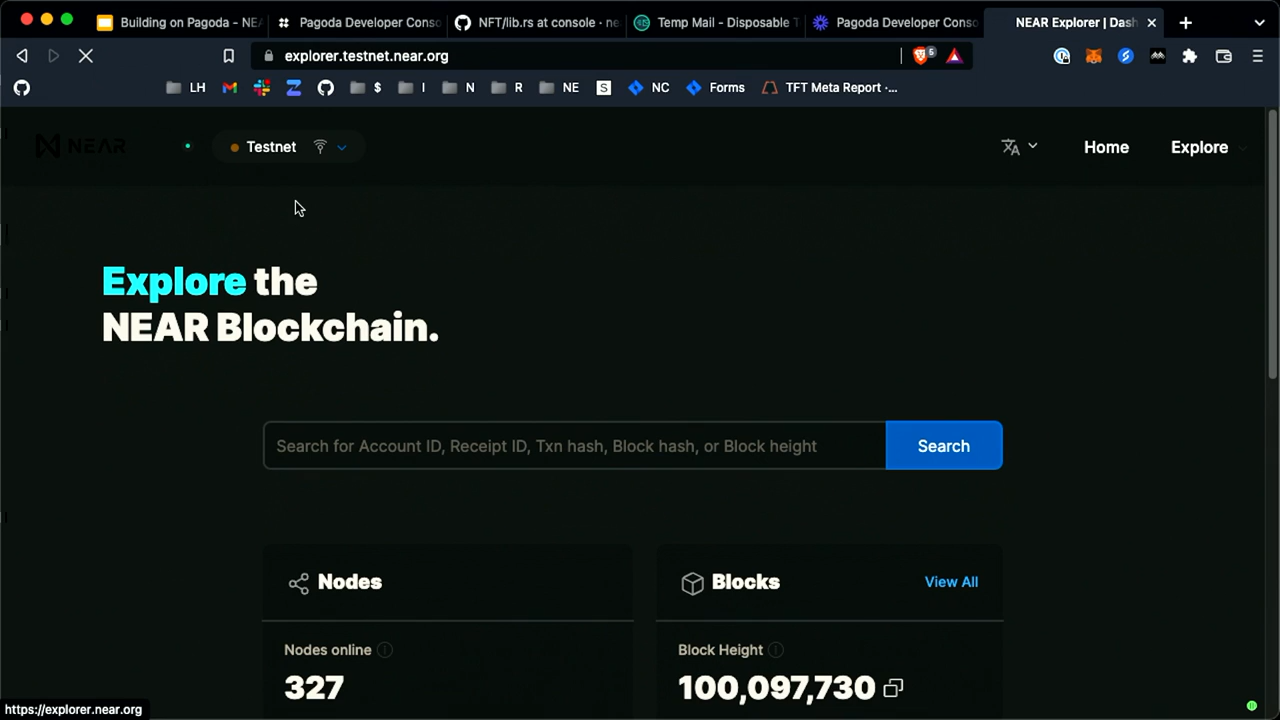 Building on Pagoda - NEA
Pagoda Developer Conso
NFT/lib.rs at console · ne
Temp Mail - Disposable T
Pagoda Developer Conso
NEAR Explorer | Dash
explorer.testnet.near.org
5
LH
$
I
N
R
NE
S
NC
Forms
TFT Meta Report -...
NEAR
Testnet
Home
Explore
Explore the
NEAR Blockchain.
Search for Account ID, Receipt ID, Txn hash, Block hash, or Block height
Search
Nodes
Blocks
View All
Nodes online
Block Height
327
100,097,730
https://explorer.near.org